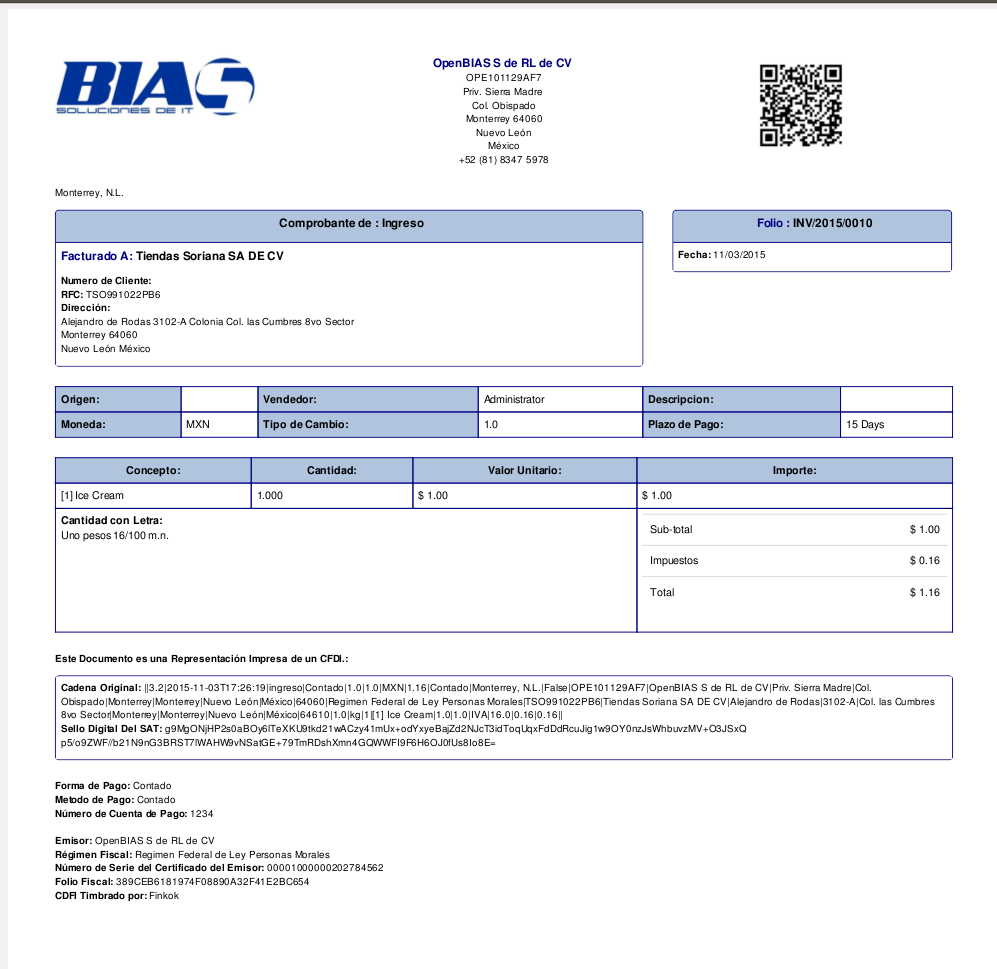 BIAS
SOLUCIONES DE IT
OpenBIAS S de RL de CV
OPE101129AF7
Priv. Sierra Madre
Col. Obispado
Monterrey 64060
Nuevo León
México
+52 (81) 8347 5978
Monterrey, N.L.
Comprobante de : Ingreso
Folio : INV/2015/0010
Facturado A: Tiendas Soriana SA DE CV
Fecha: 11/03/2015
Numero de Cliente:
RFC: TSO991022PB6
Dirección:
Alejandro de Rodas 3102-A Colonia Col. las Cumbres 8vo Sector
Monterrey 64060
Nuevo León México
Origen: Vendedor: Administrator Descripcion:
Moneda: MXN Tipo de Cambio: 1.0 Plazo de Pago: 15 Days
Concepto: Cantidad: Valor Unitario: Importe:
[1] Ice Cream 1.000 $ 1.00 $ 1.00
Cantidad con Letra:
Uno pesos 16/100 m.n.
Sub-total $ 1.00
Impuestos $ 0.16
Total $ 1.16
Este Documento es una Representación Impresa de un CFDI.:
Cadena Original: ||3.2|2015-11-03T17:26:19|ingreso|Contado|1.0|1.0|MXN|1.16|Contado|Monterrey, N.L.|False|OPE101129AF7|OpenBIAS S de RL de CV|Priv. Sierra Madre|Col.
Obispado|Monterrey|Monterrey|Nuevo León|México|64060|Regimen Federal de Ley Personas Morales|TSO991022PB6|Tiendas Soriana SA DE CV|Alejandro de Rodas|3102-A|Col. las Cumbres
8vo Sector|Monterrey|Monterrey|Nuevo León|México|64610|1.0|kg|1|[1] Ice Cream|1.0|1.0|IVA|16.0|0.16|0.16||
Sello Digital Del SAT: g9MgONjHP2s0aBOy6lTeXKU9tkd21wACzy41mUx+odYxyeBajZd2NJcT3idToqUqxFdDdRcuJig1w9OY0nzJsWhbuvzMV+O3JSxQ
p5/o9ZWF//b21N9nG3BRST7lWAHW9vNSatGE+79TmRDshXmn4GQWWFI9F6H6OJ0fUs8Io8E=
Forma de Pago: Contado
Metodo de Pago: Contado
Número de Cuenta de Pago: 1234
Emisor: OpenBIAS S de RL de CV
Régimen Fiscal: Regimen Federal de Ley Personas Morales
Número de Serie del Certificado del Emisor: 00001000000202784562
Folio Fiscal: 389CEB6181974F08890A32F41E2BC654
CDFI Timbrado por: Finkok